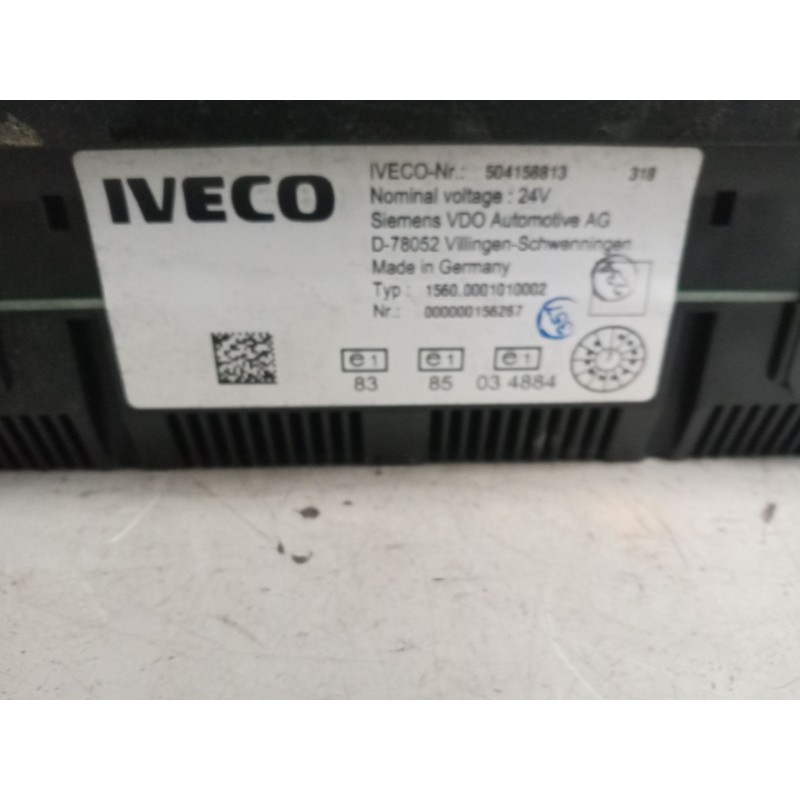 IVECO
IVECO-Nr.: 504158813 318
Nominal voltage : 24V
Siemens VDO Automotive AG
D-78052 Villingen-Schwenningen
Made in Germany
Typ : 1560.0001010002
Nr.: 000000156267
e1 e1 e1
83 85 03 4884